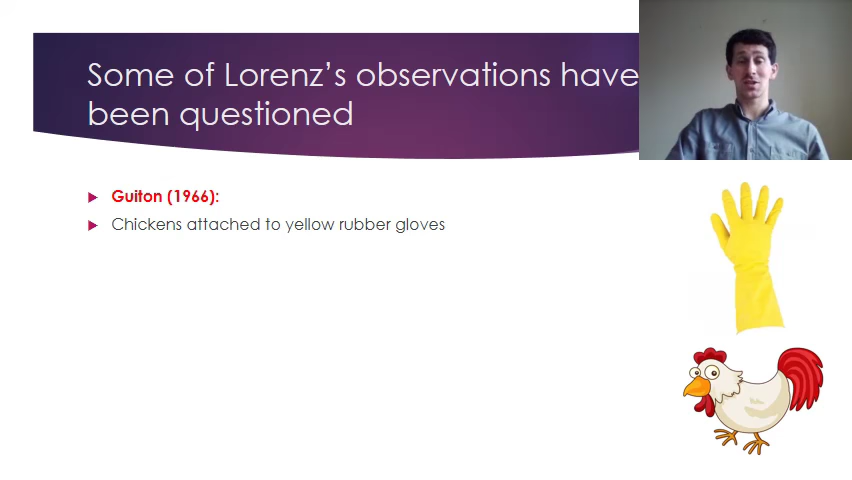 Some of Lorenz's observations have
been questioned
Guiton (1966):
Chickens attached to yellow rubber gloves